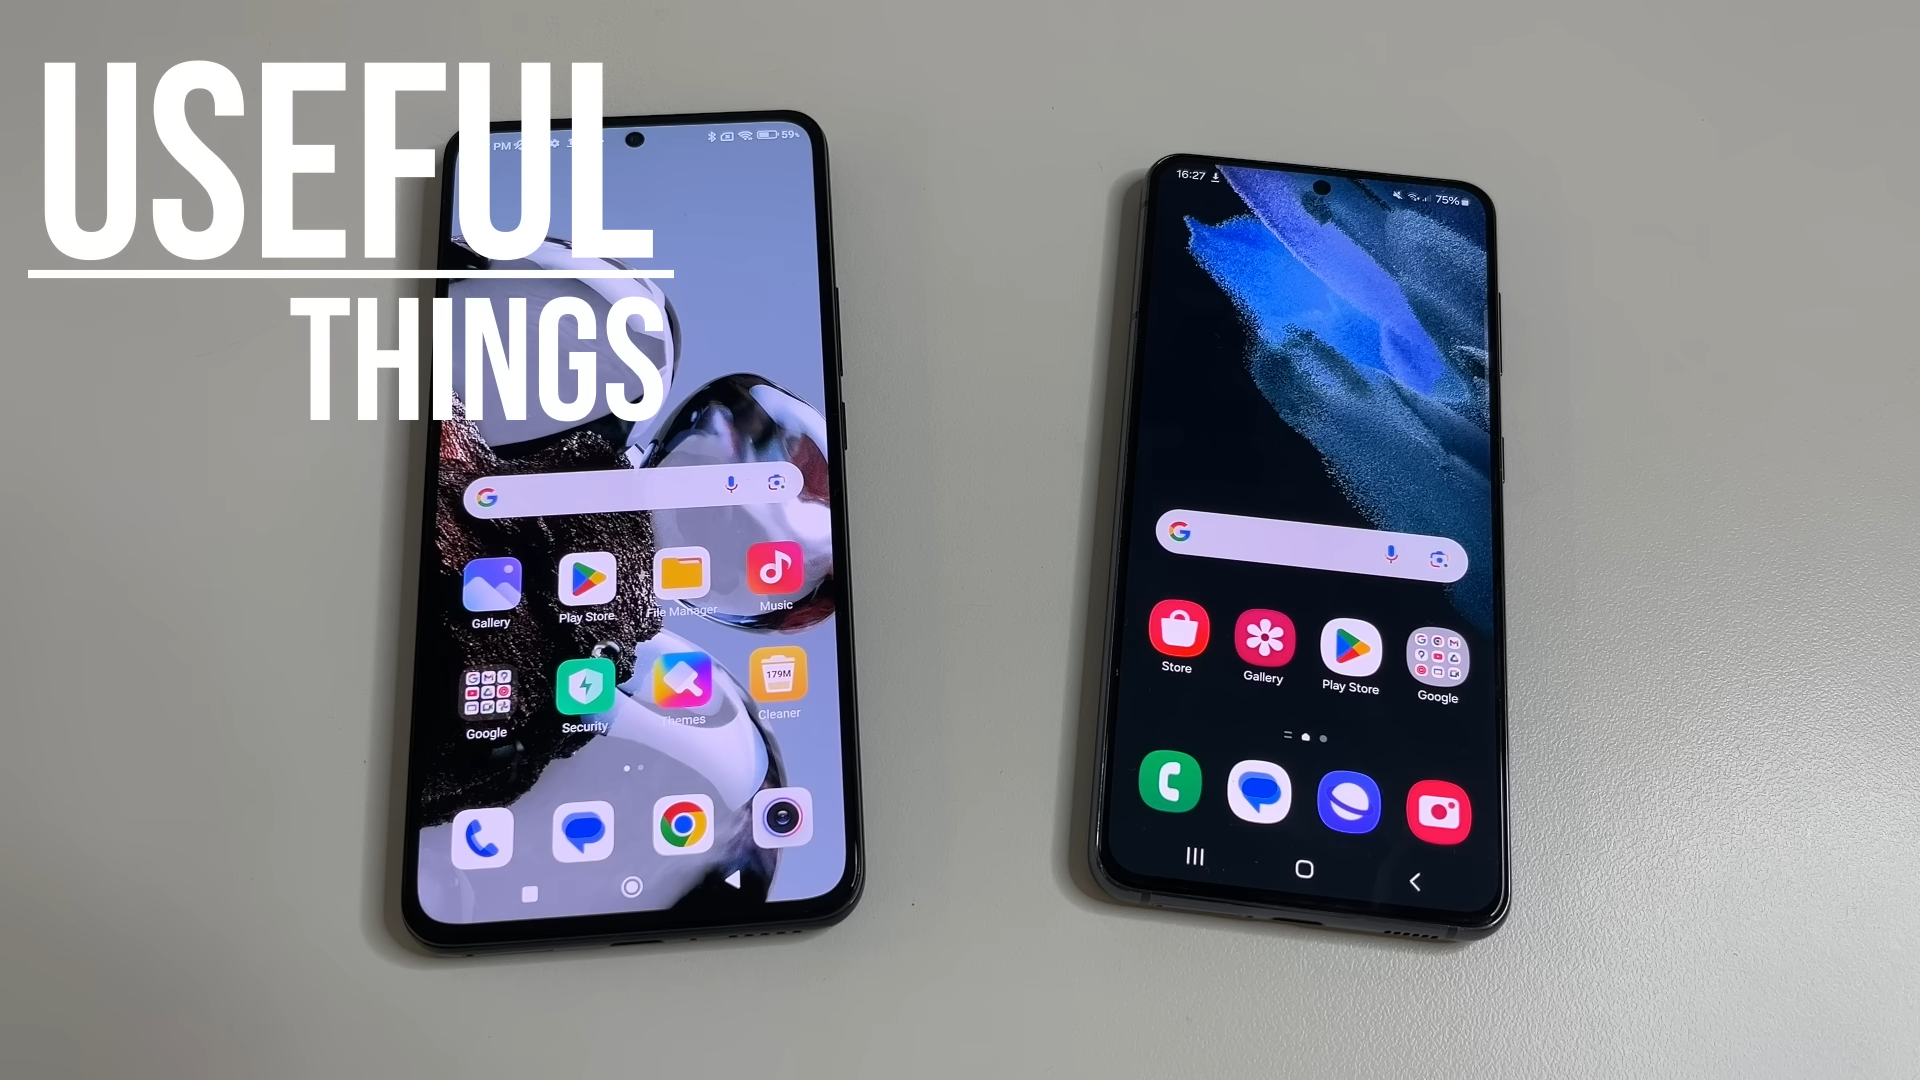 USEFUL
THINGS
PM
59%
Gallery
Play Store
File Manager
Music
179M
Google
Security
Themes
Cleaner
16:27
75%
Store
Gallery
Play Store
Google